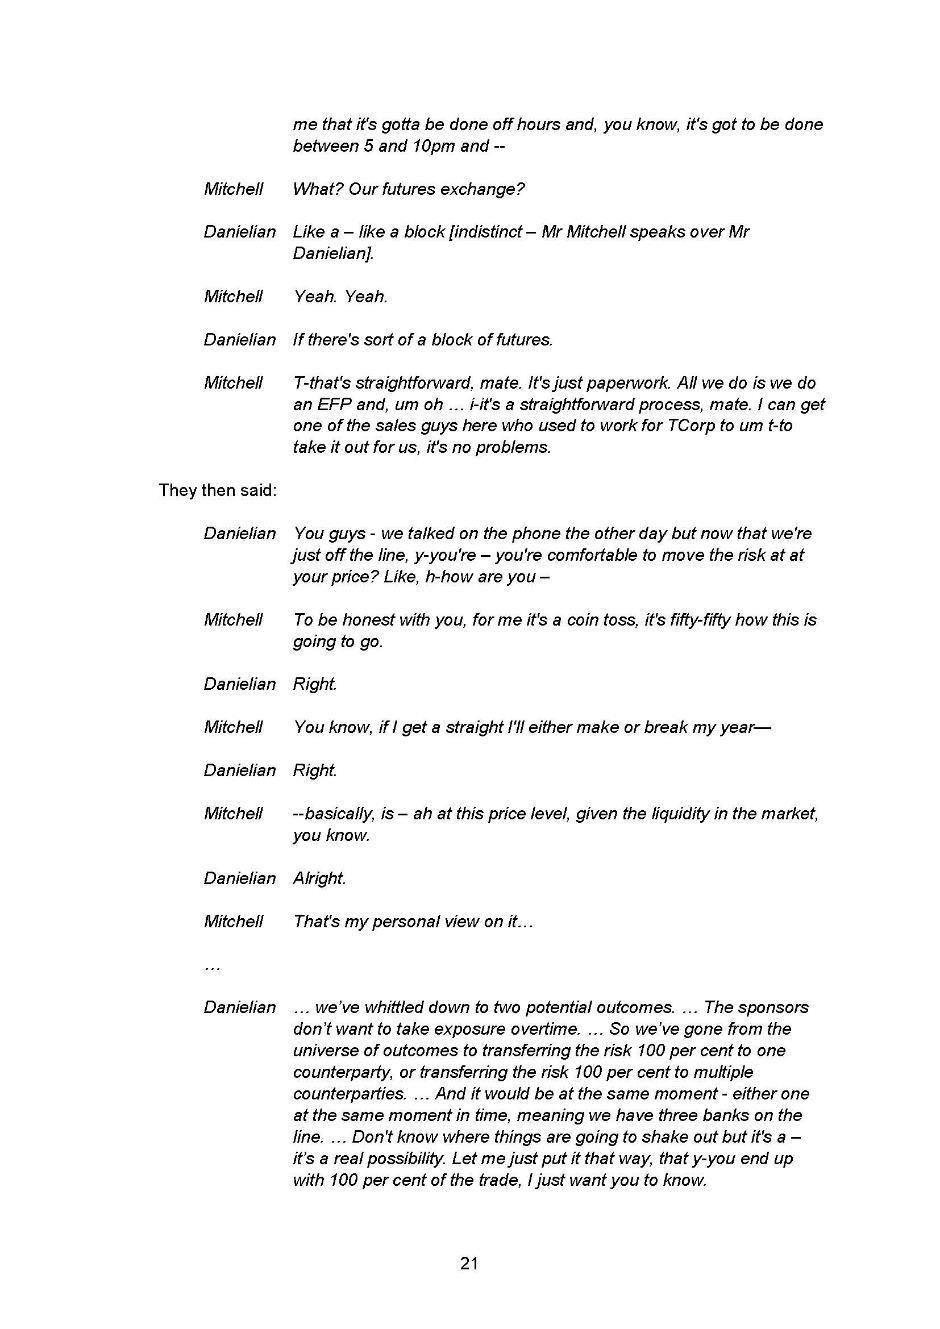 me that it's gotta be done off hours and, you know, it's got to be done
between 5 and 10pm and --
Mitchell What? Our futures exchange?
Danielian Like a – like a block [indistinct – Mr Mitchell speaks over Mr
Danielian].
Mitchell Yeah. Yeah.
Danielian If there's sort of a block of futures.
Mitchell T-that's straightforward, mate. It's just paperwork. All we do is we do
an EFP and, um oh … i-it's a straightforward process, mate. I can get
one of the sales guys here who used to work for TCorp to um t-to
take it out for us, it's no problems.
They then said:
Danielian You guys - we talked on the phone the other day but now that we're
just off the line, y-you're – you're comfortable to move the risk at at
your price? Like, h-how are you –
Mitchell To be honest with you, for me it's a coin toss, it's fifty-fifty how this is
going to go.
Danielian Right.
Mitchell You know, if I get a straight I'll either make or break my year—
Danielian Right.
Mitchell --basically, is – ah at this price level, given the liquidity in the market,
you know.
Danielian Alright.
Mitchell That's my personal view on it…
…
Danielian … we've whittled down to two potential outcomes. … The sponsors
don't want to take exposure overtime. … So we've gone from the
universe of outcomes to transferring the risk 100 per cent to one
counterparty, or transferring the risk 100 per cent to multiple
counterparties. … And it would be at the same moment - either one
at the same moment in time, meaning we have three banks on the
line. … Don't know where things are going to shake out but it's a –
it's a real possibility. Let me just put it that way, that y-you end up
with 100 per cent of the trade, I just want you to know.
21